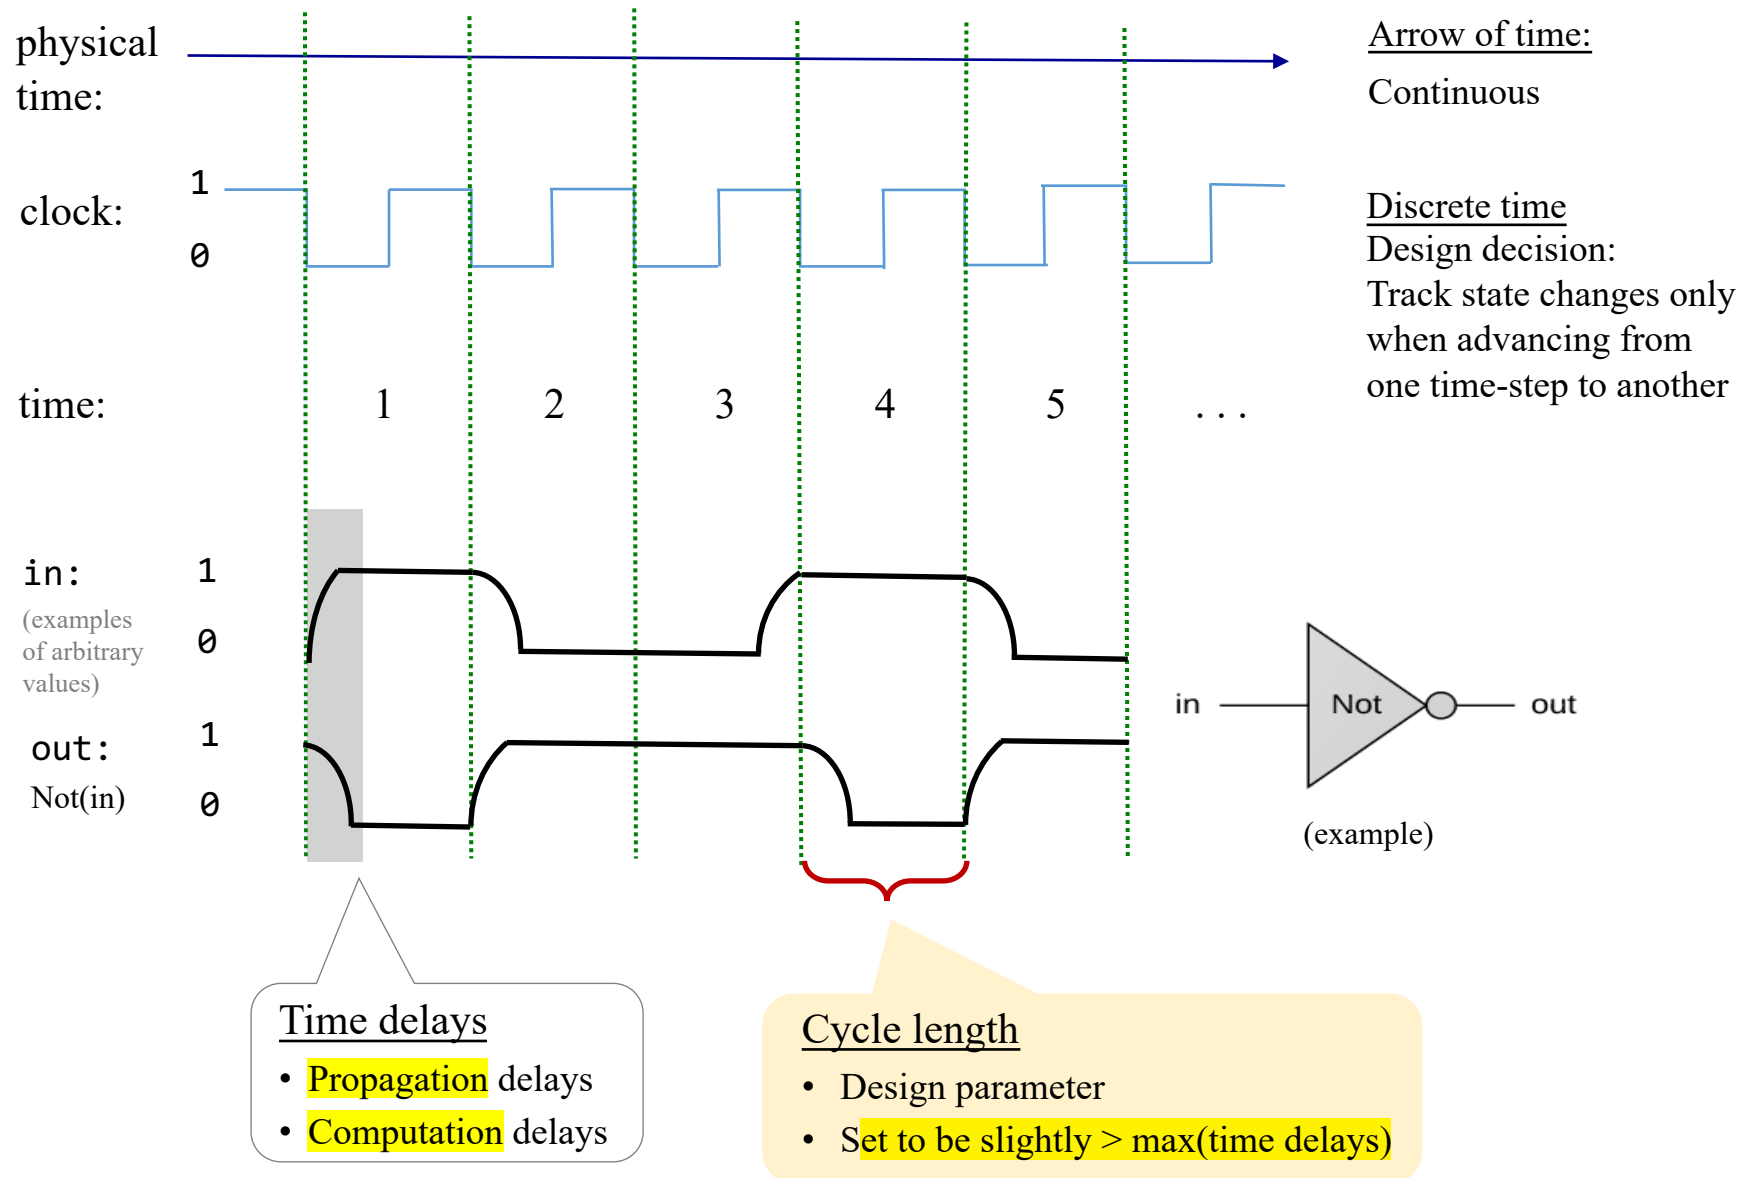 physical
time:
Arrow of time:
Continuous
clock:
1
0
Discrete time
Design decision:
Track state changes only
when advancing from
one time-step to another
time:
1 2 3 4 5 . . .
in:
(examples
of arbitrary
values)
1
0
out:
Not(in)
1
0
in Not out
(example)
Time delays
• Propagation delays
• Computation delays
Cycle length
• Design parameter
• Set to be slightly > max(time delays)